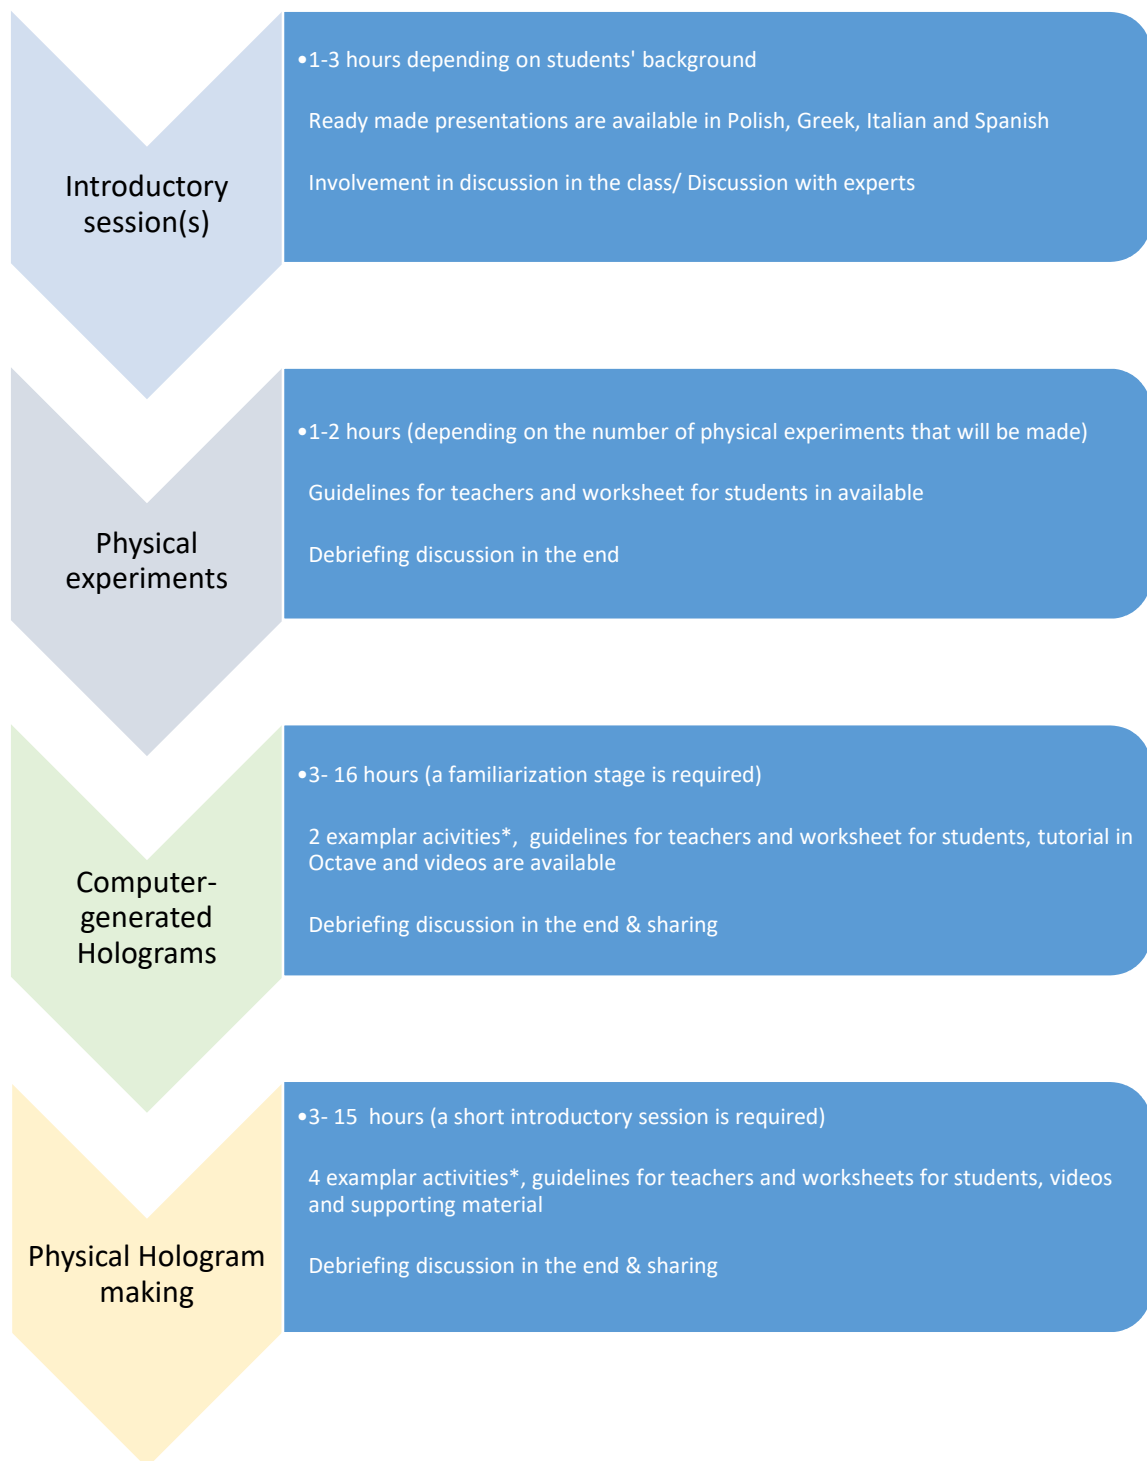 Introductory
session(s)
•1-3 hours depending on students' background
Ready made presentations are available in Polish, Greek, Italian and Spanish
Involvement in discussion in the class/ Discussion with experts
Physical
experiments
•1-2 hours (depending on the number of physical experiments that will be made)
Guidelines for teachers and worksheet for students in available
Debriefing discussion in the end
Computer-
generated
Holograms
•3- 16 hours (a familiarization stage is required)
2 examplar acivities*,  guidelines for teachers and worksheet for students, tutorial in
Octave and videos are available
Debriefing discussion in the end & sharing
Physical Hologram
making
•3- 15  hours (a short introductory session is required)
4 examplar activities*, guidelines for teachers and worksheets for students, videos
and supporting material
Debriefing discussion in the end & sharing